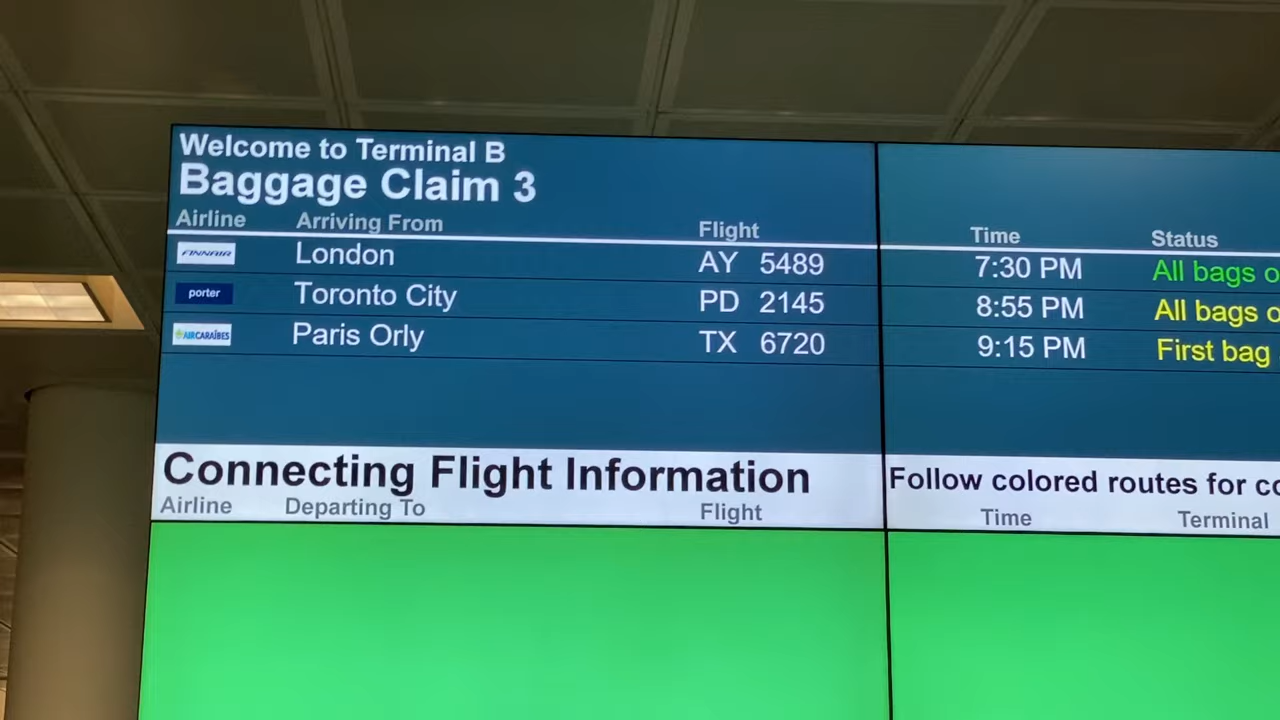 Welcome to Terminal B
Baggage Claim 3
Airline Arriving From Flight Time Status
FINNAIR London AY 5489 7:30 PM All bags o
porter Toronto City PD 2145 8:55 PM All bags o
AIRCARAÏBES Paris Orly TX 6720 9:15 PM First bag
Connecting Flight Information Follow colored routes for co
Airline Departing To Flight Time Terminal